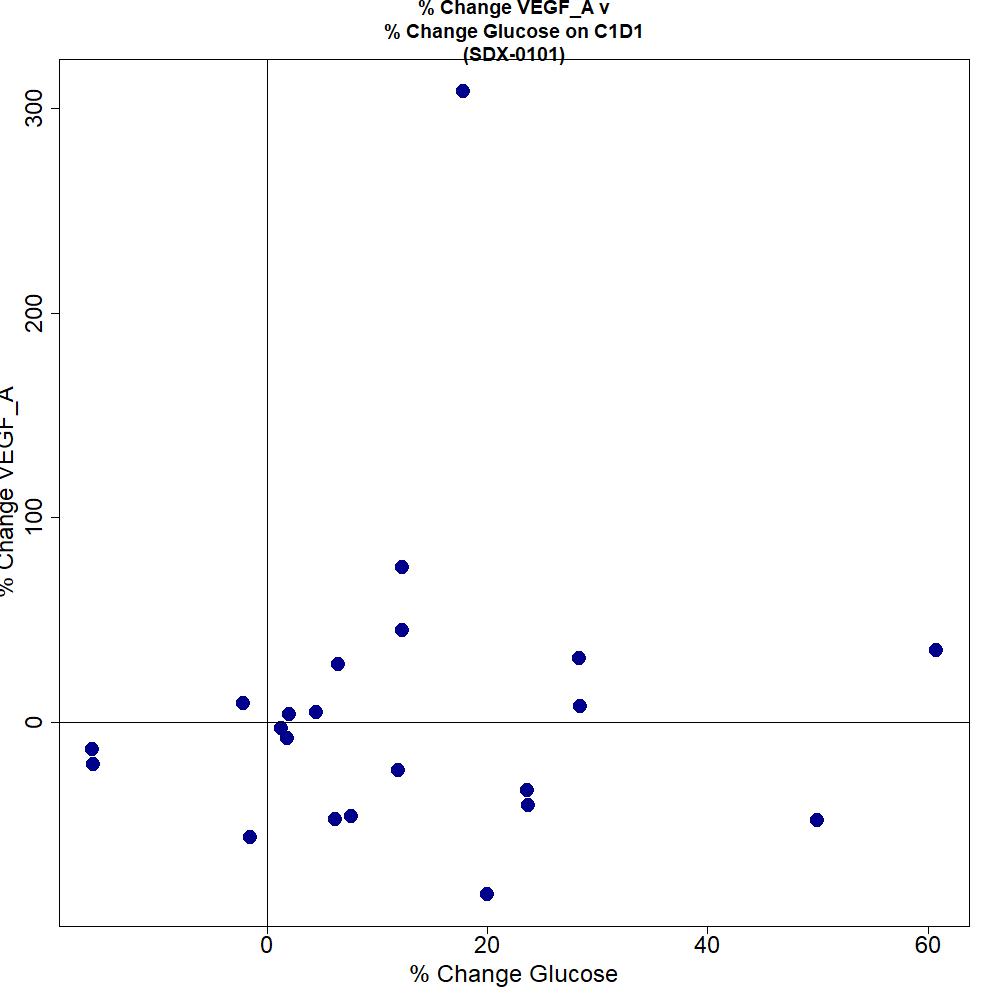 % Change VEGF_A v
% Change Glucose on C1D1
(SDX-0101)
% Change VEGF_A
300
200
100
0
0 20 40 60
% Change Glucose